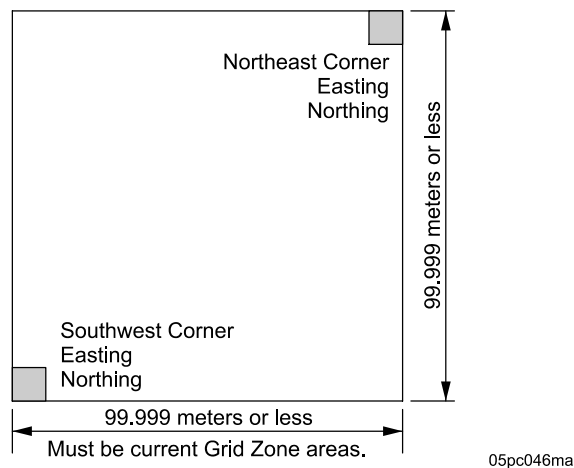 Northeast Corner
Easting
Northing
99.999 meters or less
Southwest Corner
Easting
Northing
99.999 meters or less
Must be current Grid Zone areas.
05pc046ma